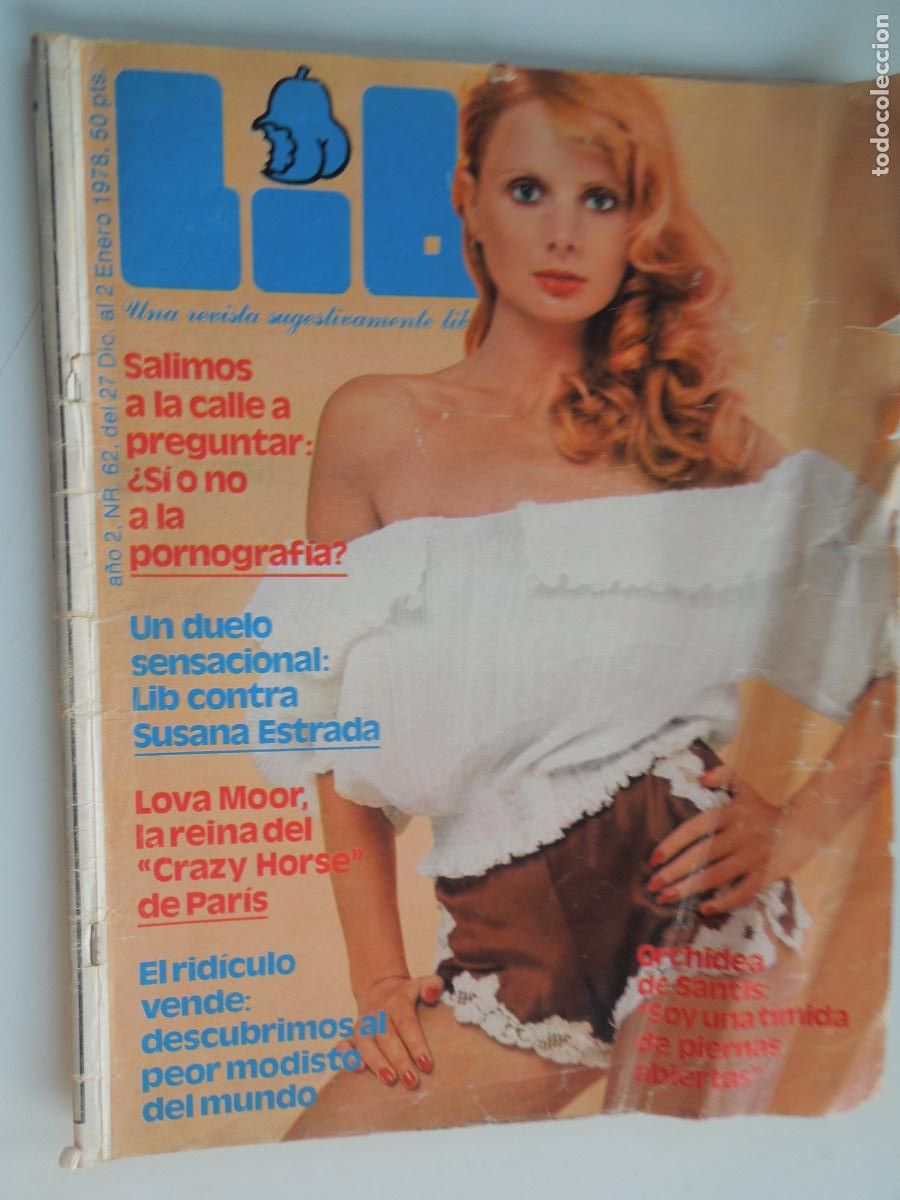 Lib
Una revista sugestivamente lib
año 2, NR. 62, del 27 Dic. al 2 Enero 1978, 50 pts.
Salimos
a la calle a
preguntar:
¿Sí o no
a la
pornografía?
Un duelo
sensacional:
Lib contra
Susana Estrada
Lova Moor,
la reina del
“Crazy Horse”
de París
El ridículo
vende:
descubrimos al
peor modisto
del mundo
Orchidea
de Santis:
“Soy una tímida
de piernas
abiertas”
todocoleccion